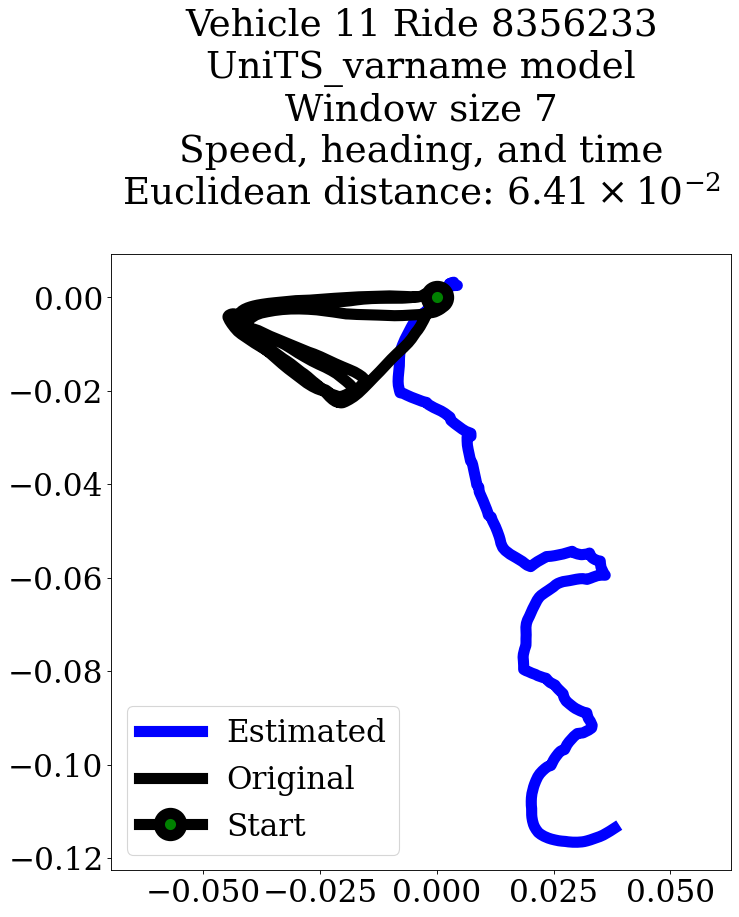 Vehicle 11 Ride 8356233
UniTS_varname model
Window size 7
Speed, heading, and time
Euclidean distance: 6.41 × 10⁻²
0.00
−0.02
−0.04
−0.06
−0.08
−0.10
−0.12
Estimated
Original
Start
−0.050 −0.025 0.000 0.025 0.050